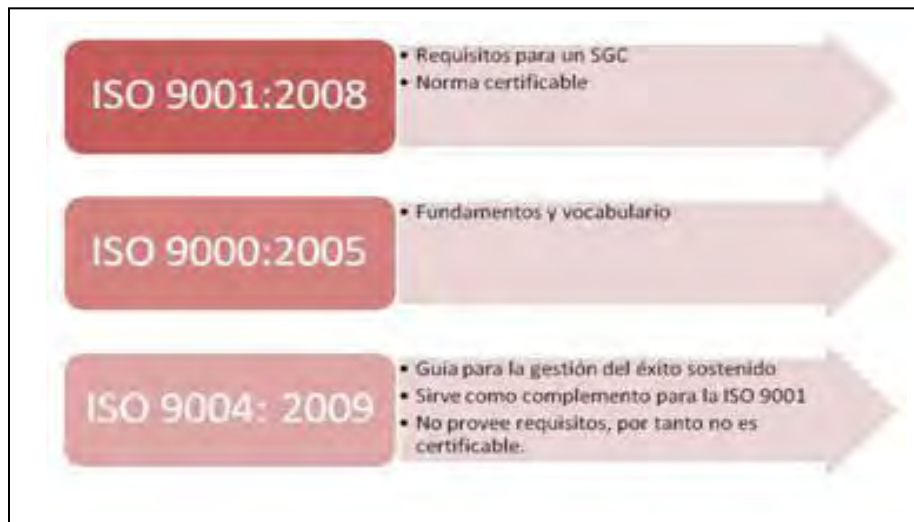 ISO 9001:2008
• Requisitos para un SGC
• Norma certificable
ISO 9000:2005
• Fundamentos y vocabulario
ISO 9004: 2009
• Guía para la gestión del éxito sostenido
• Sirve como complemento para la ISO 9001
• No provee requisitos, por tanto no es
certificable.